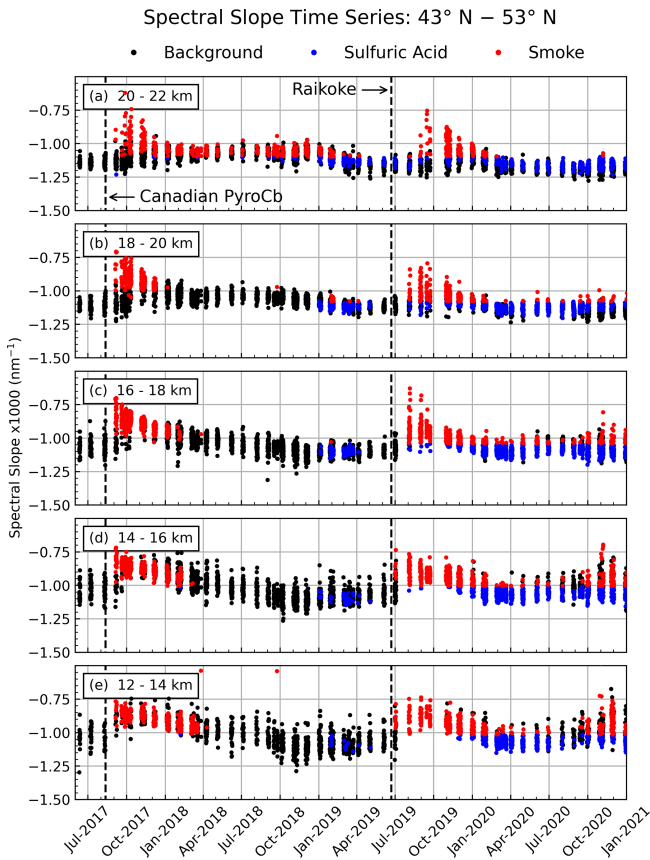 Spectral Slope Time Series: 43° N − 53° N
Background
Sulfuric Acid
Smoke
Spectral Slope x1000 (nm⁻¹)
(a) 20 - 22 km
Raikoke
Canadian PyroCb
−0.75
−1.00
−1.25
−1.50
(b) 18 - 20 km
−0.75
−1.00
−1.25
−1.50
(c) 16 - 18 km
−0.75
−1.00
−1.25
−1.50
(d) 14 - 16 km
−0.75
−1.00
−1.25
−1.50
(e) 12 - 14 km
−0.75
−1.00
−1.25
−1.50
Jul-2017
Oct-2017
Jan-2018
Apr-2018
Jul-2018
Oct-2018
Jan-2019
Apr-2019
Jul-2019
Oct-2019
Jan-2020
Apr-2020
Jul-2020
Oct-2020
Jan-2021